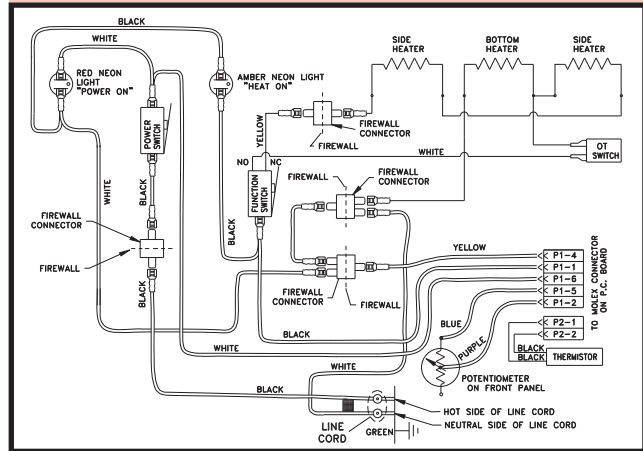 BLACK
WHITE
RED NEON
LIGHT
"POWER ON"
AMBER NEON LIGHT
"HEAT ON"
SIDE
HEATER
BOTTOM
HEATER
SIDE
HEATER
POWER
SWITCH
YELLOW
FIREWALL
CONNECTOR
FIREWALL
WHITE
OT
SWITCH
NO
NC
FUNCTION
SWITCH
FIREWALL
FIREWALL
CONNECTOR
WHITE
BLACK
BLACK
FIREWALL
CONNECTOR
FIREWALL
BLACK
YELLOW
P1-4
P1-1
P1-6
P1-5
P1-2
P2-1
P2-2
TO MOLEX CONNECTOR
ON P.C. BOARD
FIREWALL
CONNECTOR
FIREWALL
BLACK
WHITE
BLUE
PURPLE
BLACK
BLACK
THERMISTOR
POTENTIOMETER
ON FRONT PANEL
WHITE
BLACK
HOT SIDE OF LINE CORD
NEUTRAL SIDE OF LINE CORD
LINE
CORD
GREEN